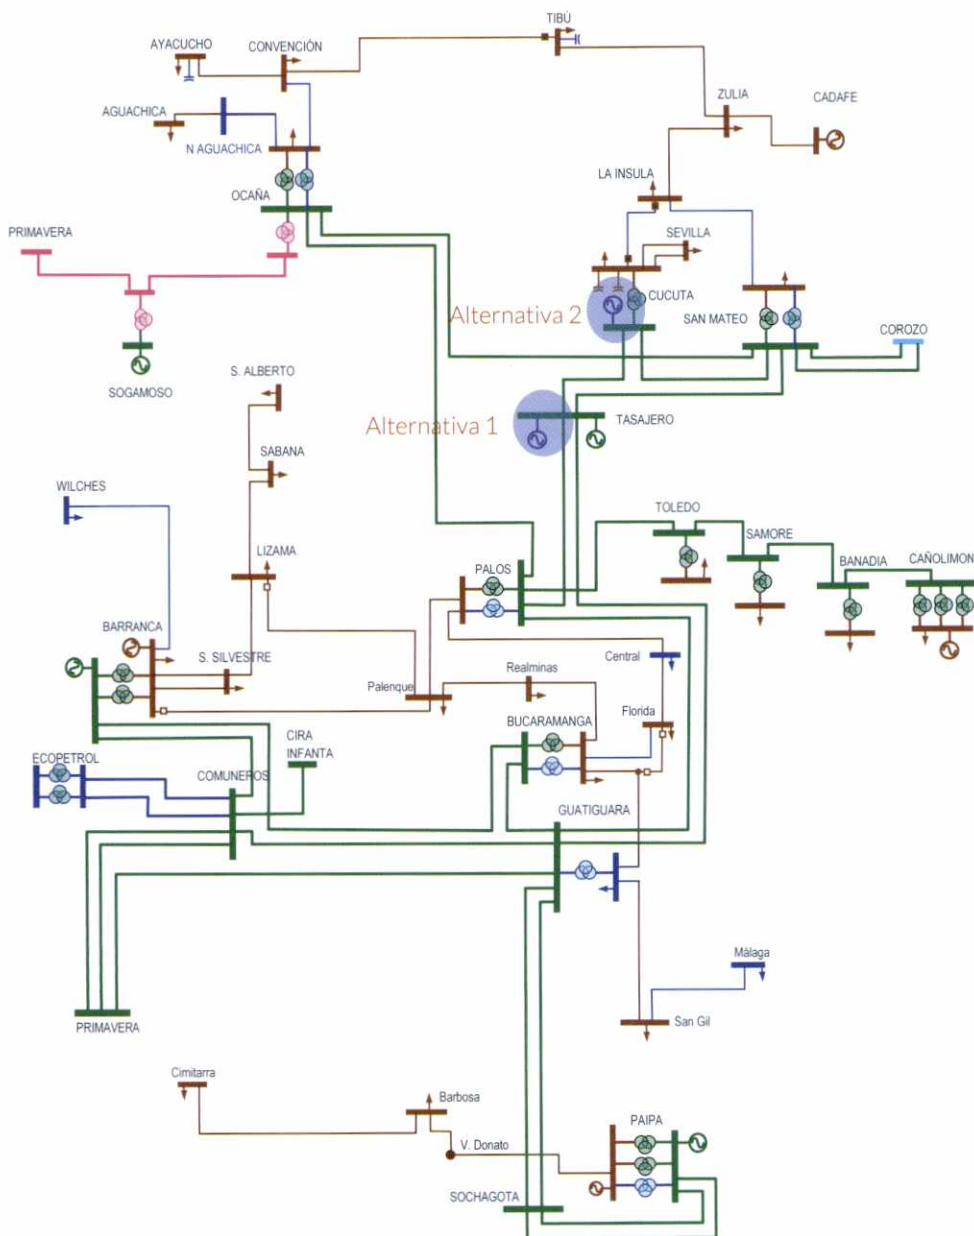 TIBÚ
AYACUCHO
CONVENCIÓN
ZULIA
CADAFE
AGUACHICA
N AGUACHICA
LA INSULA
OCAÑA
SEVILLA
PRIMAVERA
CUCUTA
Alternativa 2
SAN MATEO
COROZO
SOGAMOSO
S. ALBERTO
Alternativa 1
TASAJERO
SABANA
WILCHES
TOLEDO
SAMORE
LIZAMA
PALOS
BANADIA
CAÑOLIMON
BARRANCA
S. SILVESTRE
Central
Realminas
Palenque
Florida
BUCARAMANGA
CIRA
INFANTA
ECOPETROL
COMUNEROS
GUATIGUARA
Málaga
PRIMAVERA
San Gil
Cimitarra
Barbosa
PAIPA
V. Donato
SOCHAGOTA